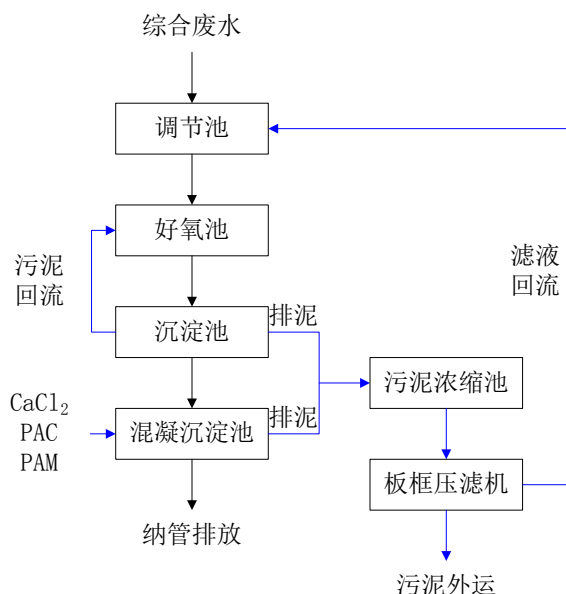 综合废水
调节池
好氧池
污泥
回流
滤液
回流
沉淀池
排泥
污泥浓缩池
CaCl₂
PAC
PAM
混凝沉淀池
排泥
板框压滤机
纳管排放
污泥外运